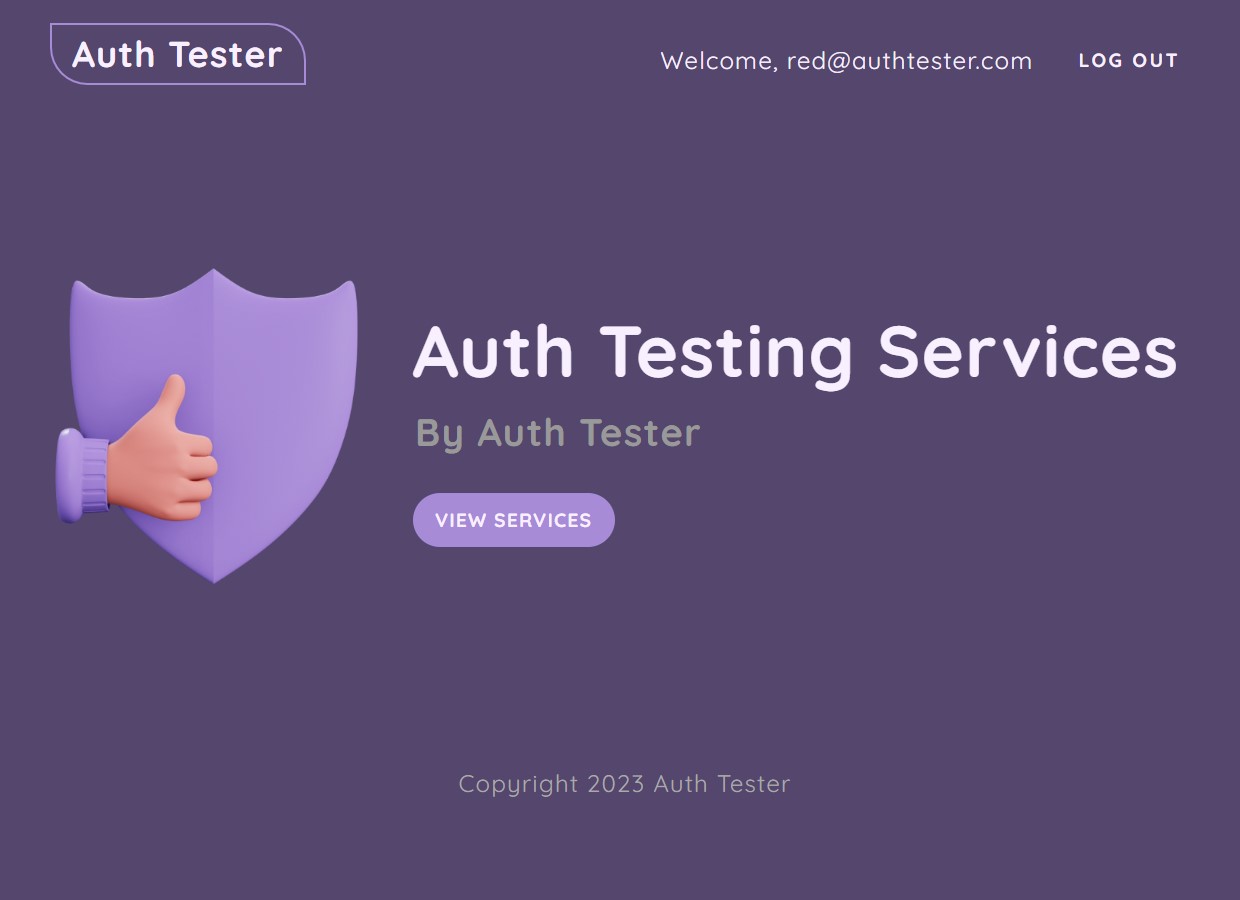 Auth Tester
Welcome, red@authtester.com
LOG OUT
Auth Testing Services
By Auth Tester
VIEW SERVICES
Copyright 2023 Auth Tester